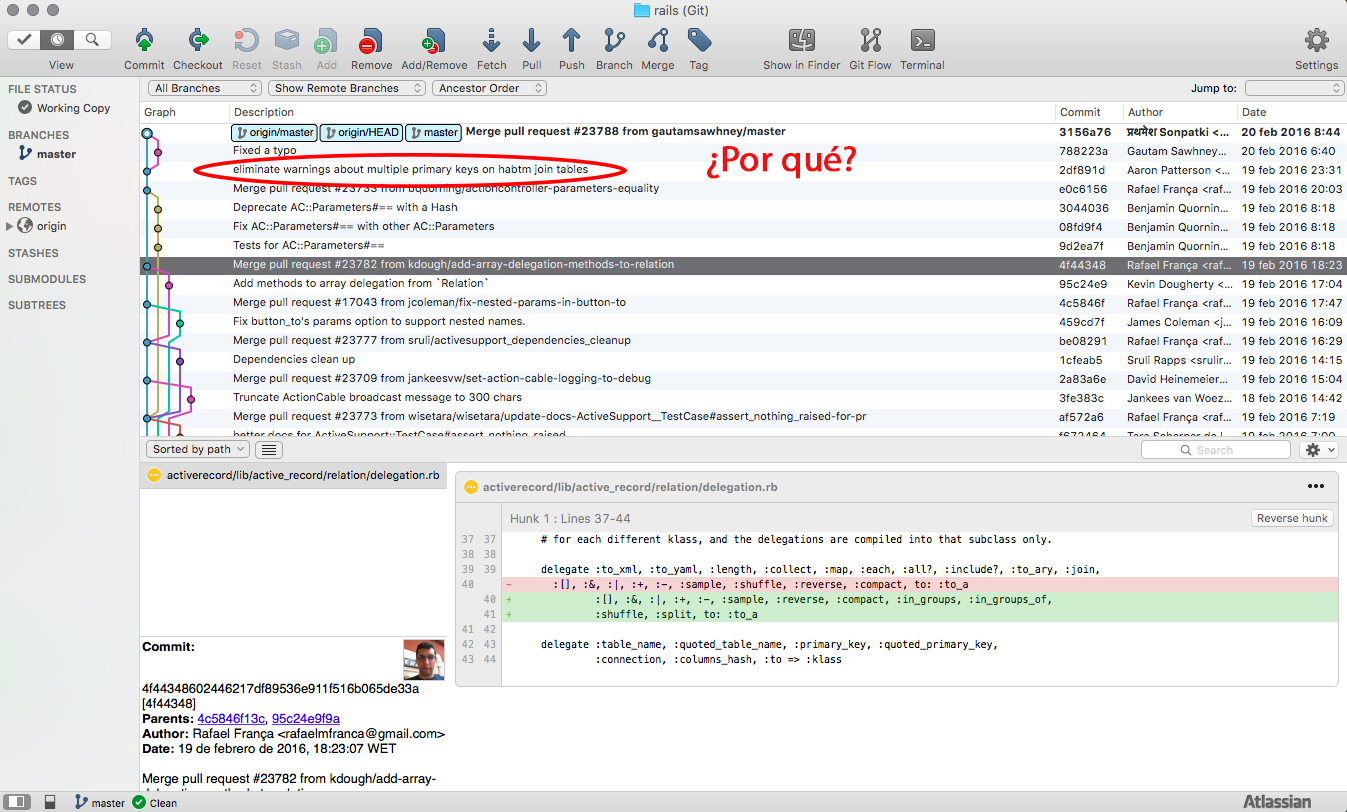 rails (Git)
View
Commit
Checkout
Reset
Stash
Add
Remove
Add/Remove
Fetch
Pull
Push
Branch
Merge
Tag
Show in Finder
Git Flow
Terminal
Settings
FILE STATUS
Working Copy
BRANCHES
master
TAGS
REMOTES
origin
STASHES
SUBMODULES
SUBTREES
All Branches
Show Remote Branches
Ancestor Order
Jump to:
Graph Description Commit Author Date
origin/master origin/HEAD master Merge pull request #23788 from gautamsawhney/master 3156a76 प्रथमेश Sonpatki <... 20 feb 2016 8:44
Fixed a typo 788223a Gautam Sawhney... 20 feb 2016 6:40
eliminate warnings about multiple primary keys on habtm join tables 2df891d Aaron Patterson <... 19 feb 2016 23:31
¿Por qué?
Merge pull request #23753 from bquorning/actioncontroller-parameters-equality e0c6156 Rafael França <raf... 19 feb 2016 20:03
Deprecate AC::Parameters#== with a Hash 3044036 Benjamin Quornin... 19 feb 2016 8:18
Fix AC::Parameters#== with other AC::Parameters 08fd9f4 Benjamin Quornin... 19 feb 2016 8:18
Tests for AC::Parameters#== 9d2ea7f Benjamin Quornin... 19 feb 2016 8:18
Merge pull request #23782 from kdough/add-array-delegation-methods-to-relation 4f44348 Rafael França <raf... 19 feb 2016 18:23
Add methods to array delegation from `Relation` 95c24e9 Kevin Dougherty <... 19 feb 2016 17:04
Merge pull request #17043 from jcoleman/fix-nested-params-in-button-to 4c5846f Rafael França <raf... 19 feb 2016 17:47
Fix button_to's params option to support nested names. 459cd7f James Coleman <j... 19 feb 2016 16:09
Merge pull request #23777 from sruli/activesupport_dependencies_cleanup be08291 Rafael França <raf... 19 feb 2016 16:29
Dependencies clean up 1cfeab5 Sruli Rapps <srulir... 19 feb 2016 14:15
Merge pull request #23709 from jankeesvw/set-action-cable-logging-to-debug 2a83a6e David Heinemeier... 19 feb 2016 15:04
Truncate ActionCable broadcast message to 300 chars 3fe383c Jankees van Woez... 18 feb 2016 14:42
Merge pull request #23773 from wisetara/wisetara/update-docs-ActiveSupport__TestCase#assert_nothing_raised-for-pr af572a6 Rafael França <raf... 19 feb 2016 7:19
better docs for ActiveSupport::TestCase#assert_nothing_raised f672464 19 feb 2016 7:00
Sorted by path
Search
activerecord/lib/active_record/relation/delegation.rb
activerecord/lib/active_record/relation/delegation.rb
Hunk 1 : Lines 37-44
Reverse hunk
37 37 # for each different klass, and the delegations are compiled into that subclass only.
38 38
39 39 delegate :to_xml, :to_yaml, :length, :collect, :map, :each, :all?, :include?, :to_ary, :join,
40 - :[], :&, :|, :+, :-, :sample, :shuffle, :reverse, :compact, to: :to_a
40 + :[], :&, :|, :+, :-, :sample, :reverse, :compact, :in_groups, :in_groups_of,
41 + :shuffle, :split, to: :to_a
41 42
42 43 delegate :table_name, :quoted_table_name, :primary_key, :quoted_primary_key,
43 44 :connection, :columns_hash, :to => :klass
Commit:
4f44348602446217df89536e911f516b065de33a
[4f44348]
Parents: 4c5846f13c, 95c24e9f9a
Author: Rafael França <rafaelmfranca@gmail.com>
Date: 19 de febrero de 2016, 18:23:07 WET
Merge pull request #23782 from kdough/add-array-
master
Clean
Atlassian